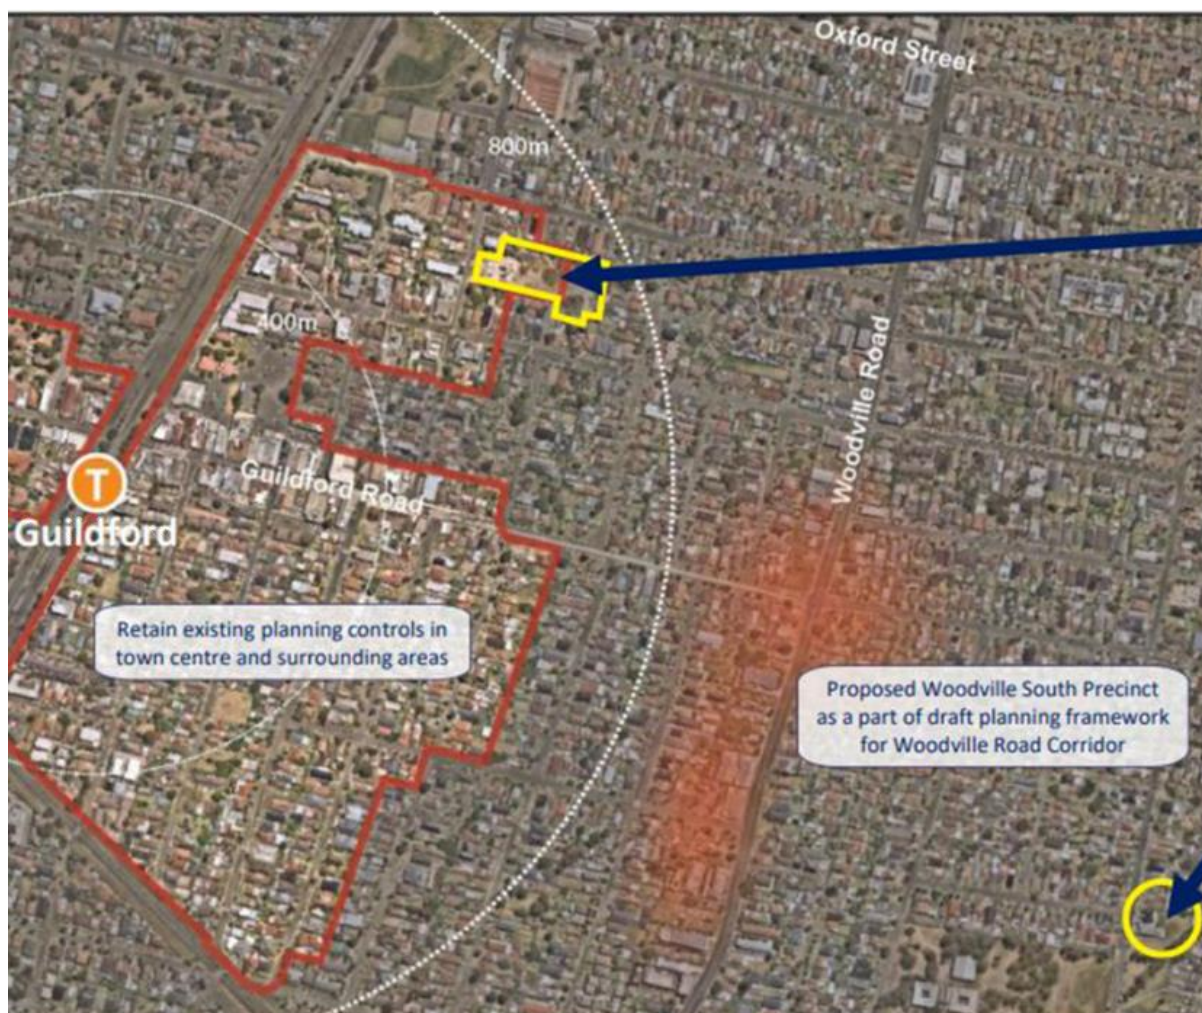 Oxford Street
800m
400m
Woodville Road
Guildford Road
T
Guildford
Retain existing planning controls in
town centre and surrounding areas
Proposed Woodville South Precinct
as a part of draft planning framework
for Woodville Road Corridor